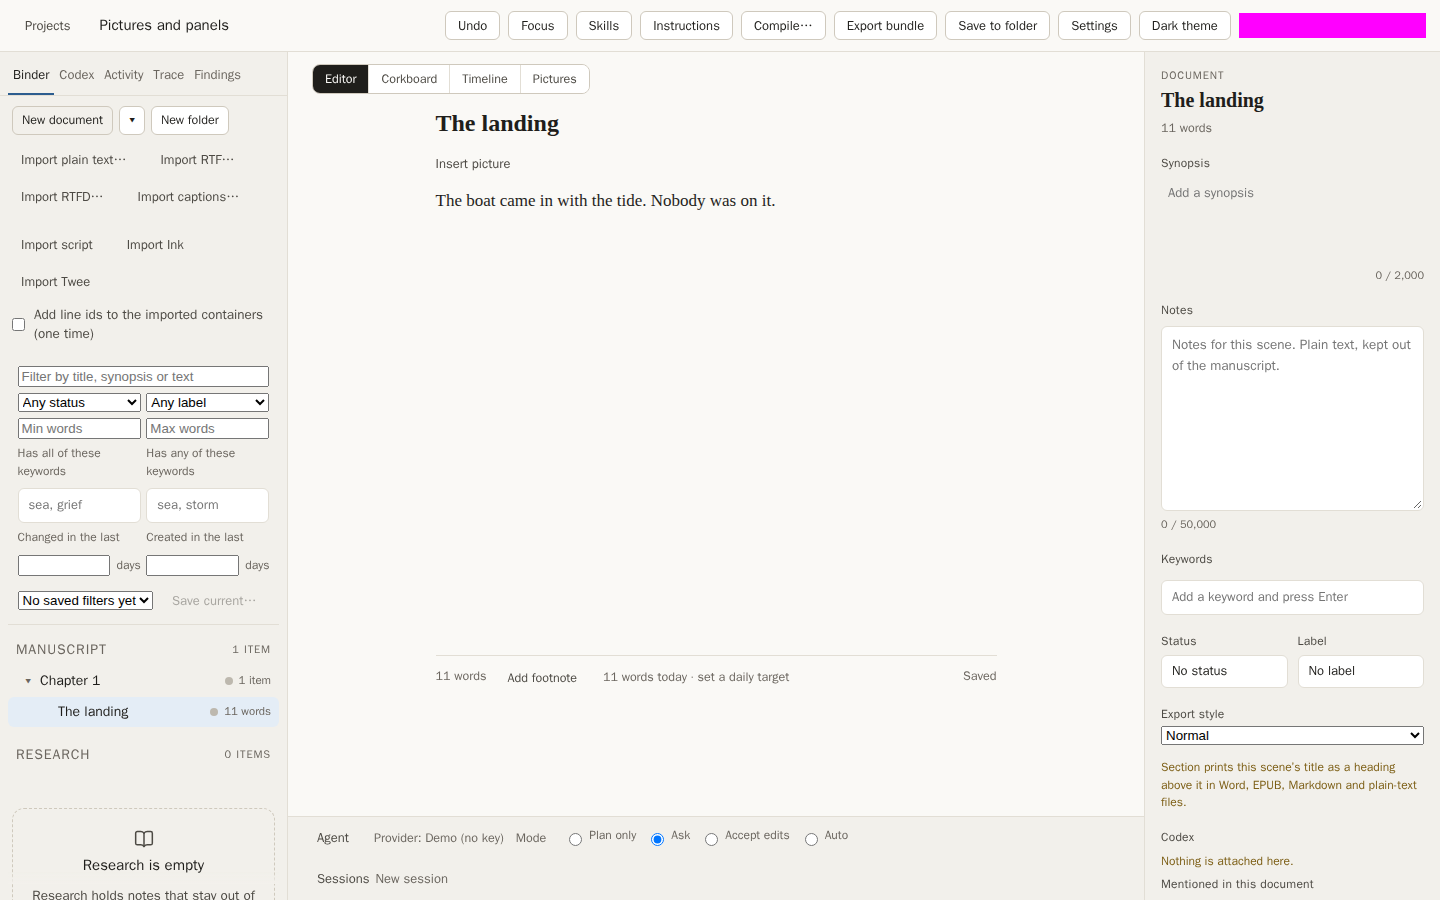 Projects
Pictures and panels
Undo
Focus
Skills
Instructions
Compile⋯
Export bundle
Save to folder
Settings
Dark theme
Binder
Codex
Activity
Trace
Findings
New document
▾
New folder
Import plain text⋯
Import RTF⋯
Import RTFD⋯
Import captions⋯
Import script
Import Ink
Import Twee
Add line ids to the imported containers
(one time)
Filter by title, synopsis or text
Any status
Any label
Min words
Max words
Has all of these
keywords
Has any of these
keywords
sea, grief
sea, storm
Changed in the last
Created in the last
days
days
No saved filters yet
Save current⋯
MANUSCRIPT
1 ITEM
▾ Chapter 1
1 item
The landing
11 words
RESEARCH
0 ITEMS
Research is empty
Research holds notes that stay out of
Editor
Corkboard
Timeline
Pictures
The landing
Insert picture
The boat came in with the tide. Nobody was on it.
11 words
Add footnote
11 words today · set a daily target
Saved
Agent
Provider: Demo (no key)
Mode
Plan only
Ask
Accept edits
Auto
Sessions
New session
DOCUMENT
The landing
11 words
Synopsis
Add a synopsis
0 / 2,000
Notes
Notes for this scene. Plain text, kept out
of the manuscript.
0 / 50,000
Keywords
Add a keyword and press Enter
Status
Label
No status
No label
Export style
Normal
Section prints this scene's title as a heading
above it in Word, EPUB, Markdown and plain-text
files.
Codex
Nothing is attached here.
Mentioned in this document